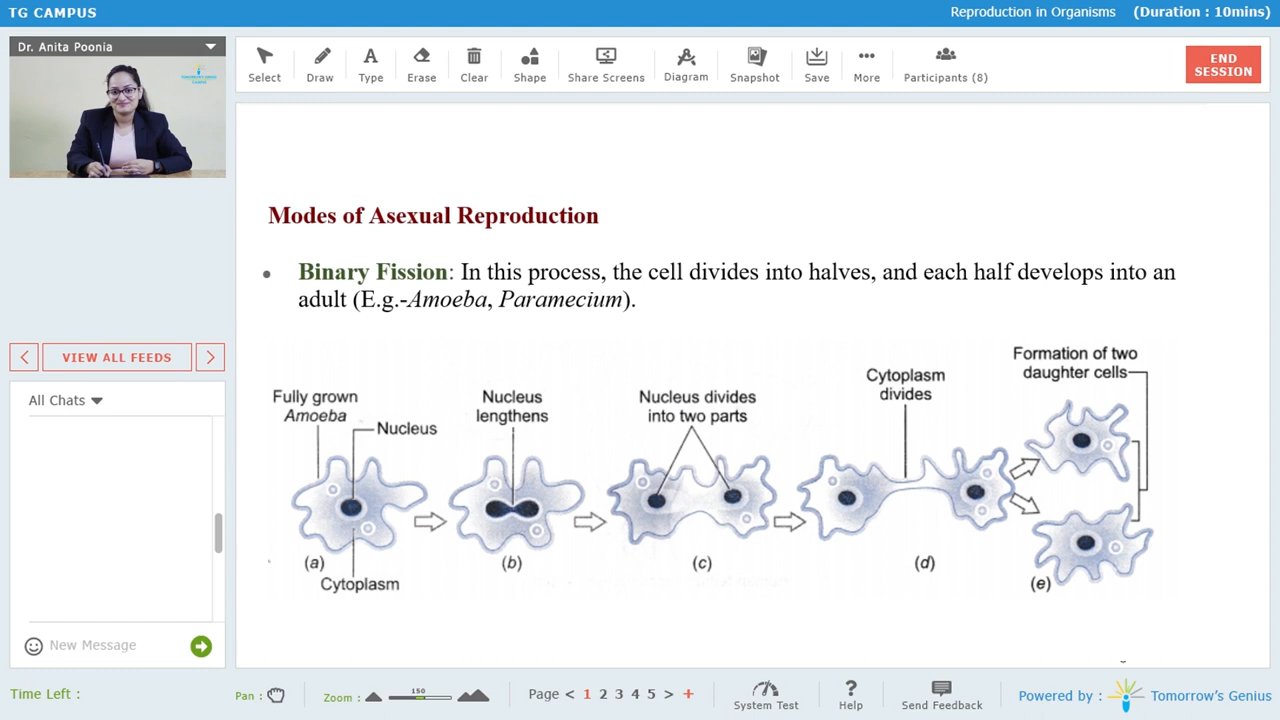 TG CAMPUS
Reproduction in Organisms (Duration : 10mins)
Dr. Anita Poonia
Select
Draw
Type
Erase
Clear
Shape
Share Screens
Diagram
Snapshot
Save
More
Participants (8)
END
SESSION
Modes of Asexual Reproduction
• Binary Fission: In this process, the cell divides into halves, and each half develops into an
adult (E.g.-Amoeba, Paramecium).
Fully grown
Amoeba
Nucleus
Nucleus
lengthens
Nucleus divides
into two parts
Cytoplasm
divides
Formation of two
daughter cells
(a)
(b)
(c)
(d)
(e)
Cytoplasm
< VIEW ALL FEEDS >
All Chats
New Message
Time Left :
Pan :
Zoom :
150
Page < 1 2 3 4 5 > +
System Test
Help
Send Feedback
Powered by : Tomorrow's Genius